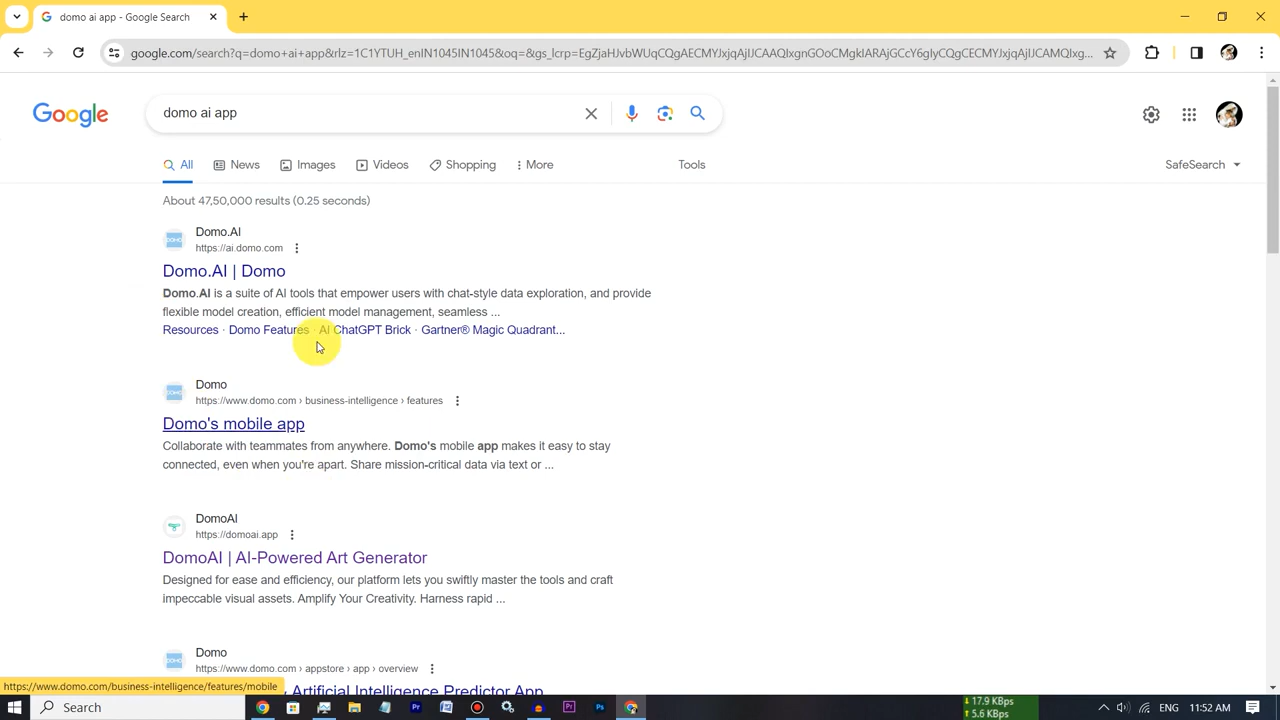 domo ai app - Google Search
google.com/search?q=domo+ai+app&rlz=1C1YTUH_enIN1045IN1045&oq=&gs_lcrp=EgZjaHJvbWUqCQgAECMYJxjqAjIJCAAQIxgnGOoCMgkIARAjGCcY6gIyCQgCECMYJxjqAjIJCAMQIxg...
Google
domo ai app
All
News
Images
Videos
Shopping
More
Tools
SafeSearch
About 47,50,000 results (0.25 seconds)
Domo.AI
https://ai.domo.com
Domo.AI | Domo
Domo.AI is a suite of AI tools that empower users with chat-style data exploration, and provide
flexible model creation, efficient model management, seamless ...
Resources · Domo Features · AI ChatGPT Brick · Gartner® Magic Quadrant...
Domo
https://www.domo.com › business-intelligence › features
Domo's mobile app
Collaborate with teammates from anywhere. Domo's mobile app makes it easy to stay
connected, even when you're apart. Share mission-critical data via text or ...
DomoAI
https://domoai.app
DomoAI | AI-Powered Art Generator
Designed for ease and efficiency, our platform lets you swiftly master the tools and craft
impeccable visual assets. Amplify Your Creativity. Harness rapid ...
Domo
https://www.domo.com › appstore › app › overview
Artificial Intelligence Predictor App
https://www.domo.com/business-intelligence/features/mobile
Search
17.9 KBps
5.6 KBps
ENG
11:52 AM